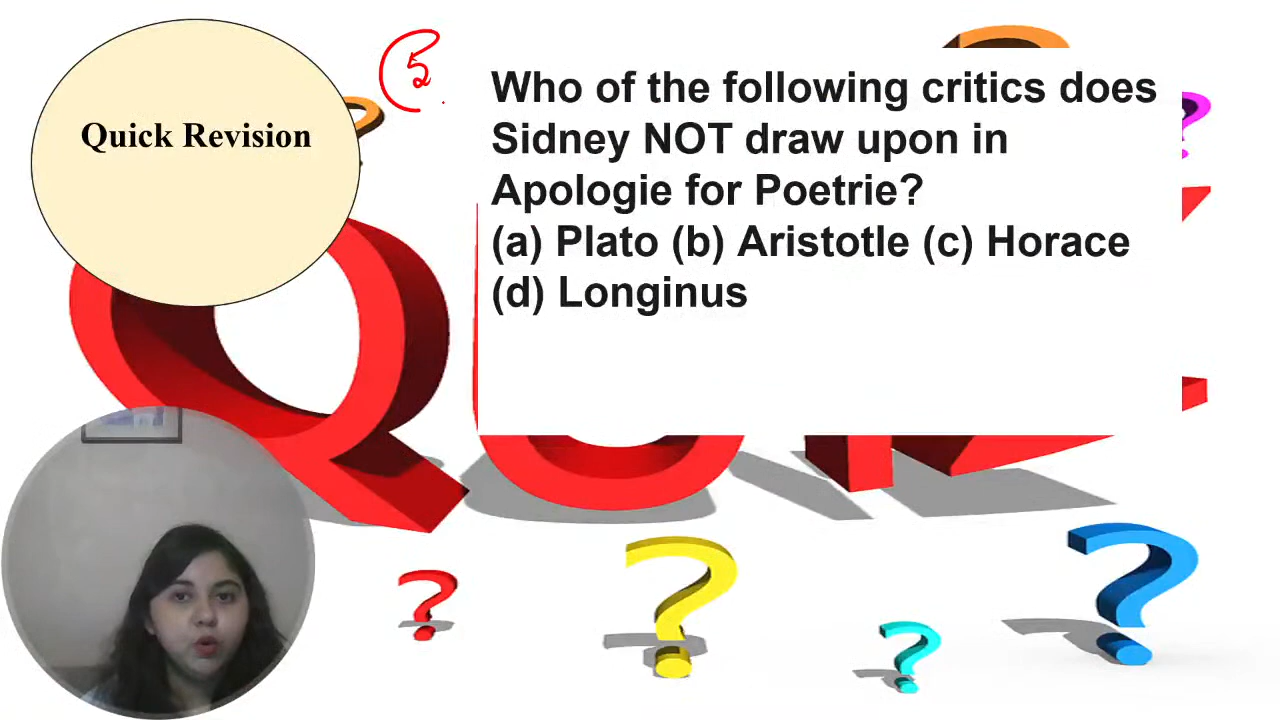 Quick Revision
5
Who of the following critics does
Sidney NOT draw upon in
Apologie for Poetrie?
(a) Plato (b) Aristotle (c) Horace
(d) Longinus